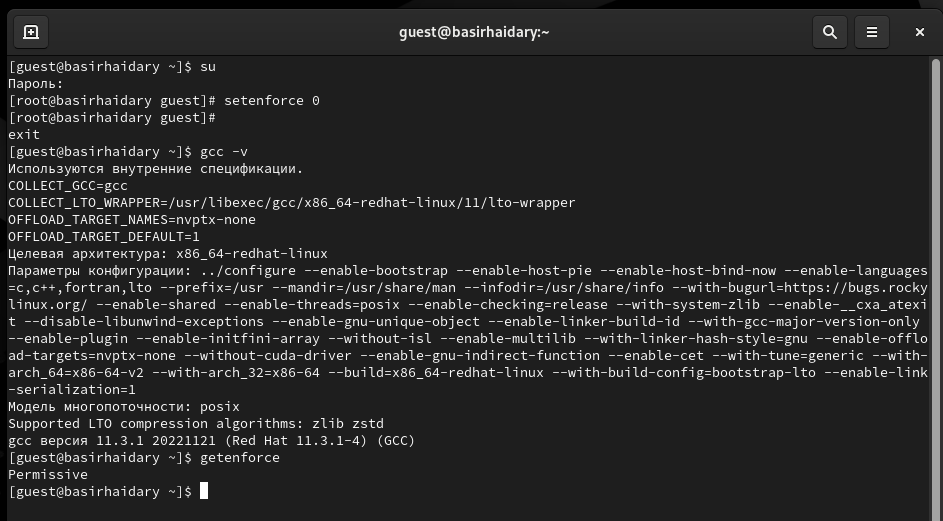 guest@basirhaidary:~
[guest@basirhaidary ~]$ su
Пароль:
[root@basirhaidary guest]# setenforce 0
[root@basirhaidary guest]#
exit
[guest@basirhaidary ~]$ gcc -v
Используются внутренние спецификации.
COLLECT_GCC=gcc
COLLECT_LTO_WRAPPER=/usr/libexec/gcc/x86_64-redhat-linux/11/lto-wrapper
OFFLOAD_TARGET_NAMES=nvptx-none
OFFLOAD_TARGET_DEFAULT=1
Целевая архитектура: x86_64-redhat-linux
Параметры конфигурации: ../configure --enable-bootstrap --enable-host-pie --enable-host-bind-now --enable-languages
=c,c++,fortran,lto --prefix=/usr --mandir=/usr/share/man --infodir=/usr/share/info --with-bugurl=https://bugs.rocky
linux.org/ --enable-shared --enable-threads=posix --enable-checking=release --with-system-zlib --enable-__cxa_atexi
t --disable-libunwind-exceptions --enable-gnu-unique-object --enable-linker-build-id --with-gcc-major-version-only
--enable-plugin --enable-initfini-array --without-isl --enable-multilib --with-linker-hash-style=gnu --enable-offlo
ad-targets=nvptx-none --without-cuda-driver --enable-gnu-indirect-function --enable-cet --with-tune=generic --with-
arch_64=x86-64-v2 --with-arch_32=x86-64 --build=x86_64-redhat-linux --with-build-config=bootstrap-lto --enable-link
-serialization=1
Модель многопоточности: posix
Supported LTO compression algorithms: zlib zstd
gcc версия 11.3.1 20221121 (Red Hat 11.3.1-4) (GCC)
[guest@basirhaidary ~]$ getenforce
Permissive
[guest@basirhaidary ~]$